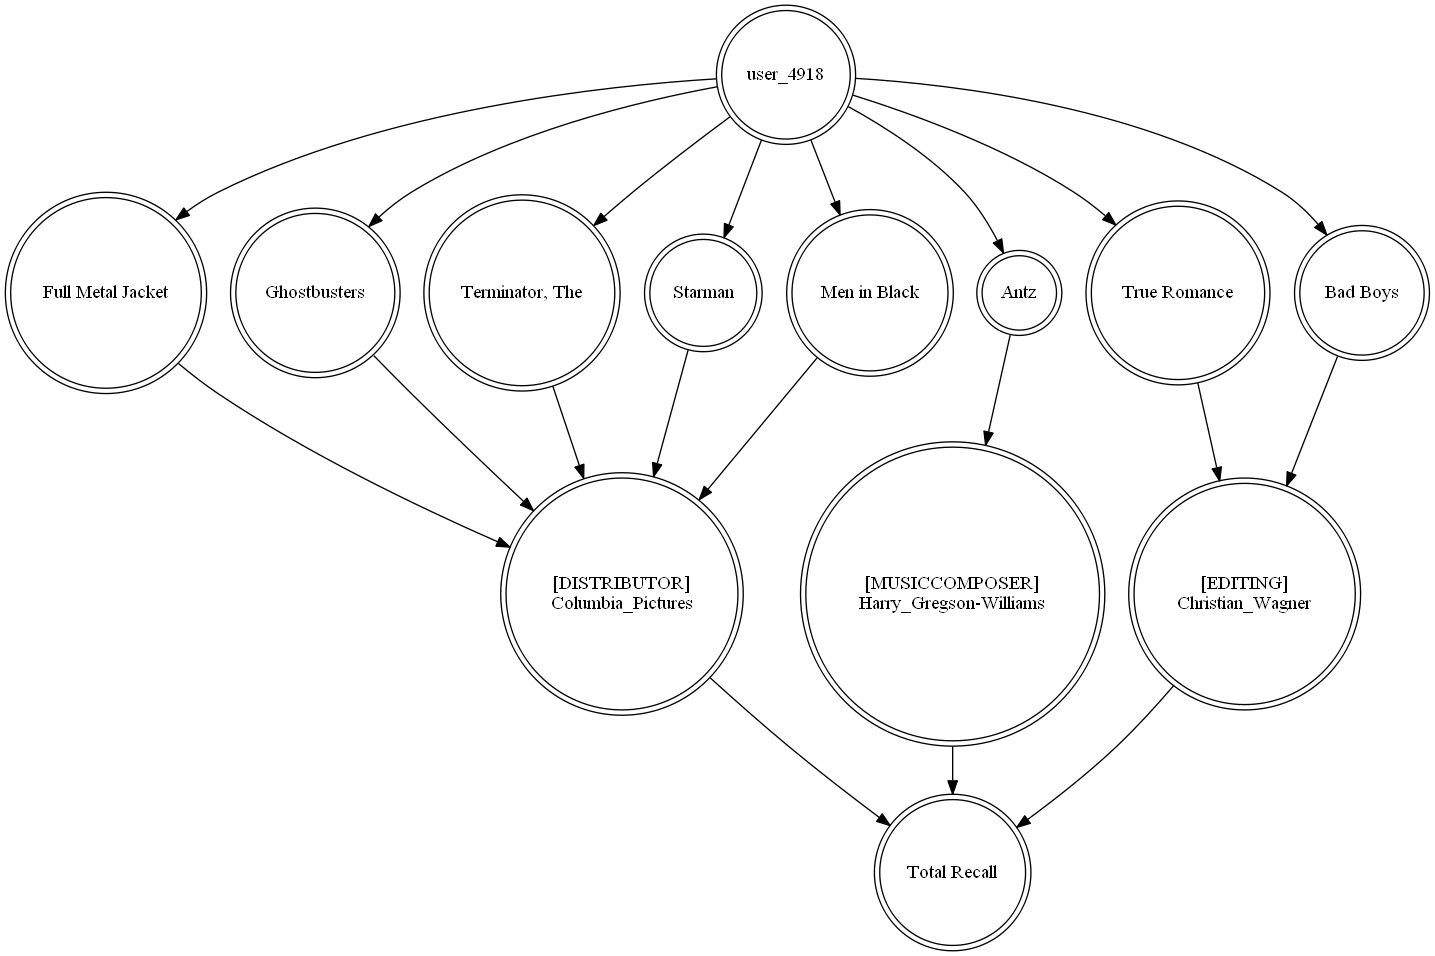 user_4918
Full Metal Jacket
Ghostbusters
Terminator, The
Starman
Men in Black
Antz
True Romance
Bad Boys
[DISTRIBUTOR]
Columbia_Pictures
[MUSICCOMPOSER]
Harry_Gregson-Williams
[EDITING]
Christian_Wagner
Total Recall